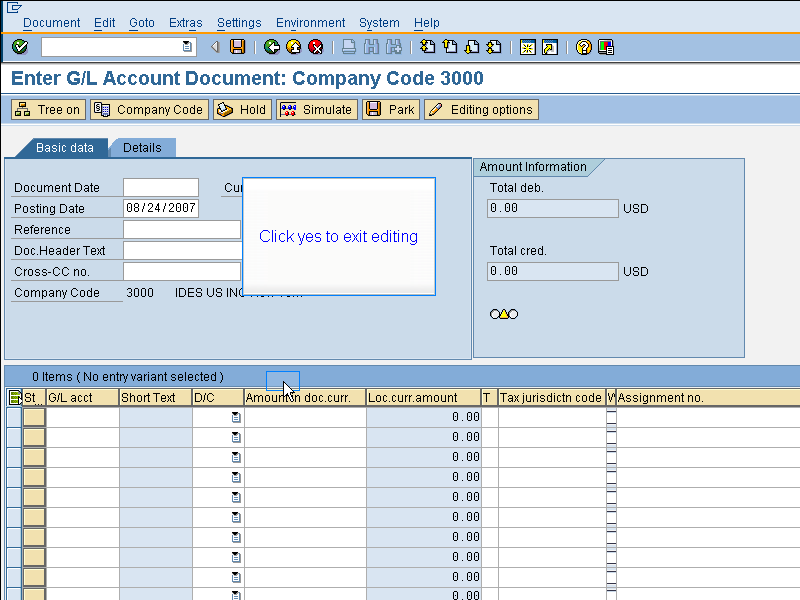 Document Edit Goto Extras Settings Environment System Help
Enter G/L Account Document: Company Code 3000
Tree on Company Code Hold Simulate Park Editing options
Basic data Details
Amount Information
Document Date
Total deb.
Posting Date 08/24/2007
0.00 USD
Reference
Click yes to exit editing
Doc.Header Text
Total cred.
Cross-CC no.
0.00 USD
Company Code 3000 IDES US INC
0 Items ( No entry variant selected )
St.. G/L acct Short Text D/C Amount in doc.curr. Loc.curr.amount T Tax jurisdictn code V Assignment no.
0.00
0.00
0.00
0.00
0.00
0.00
0.00
0.00
0.00
0.00